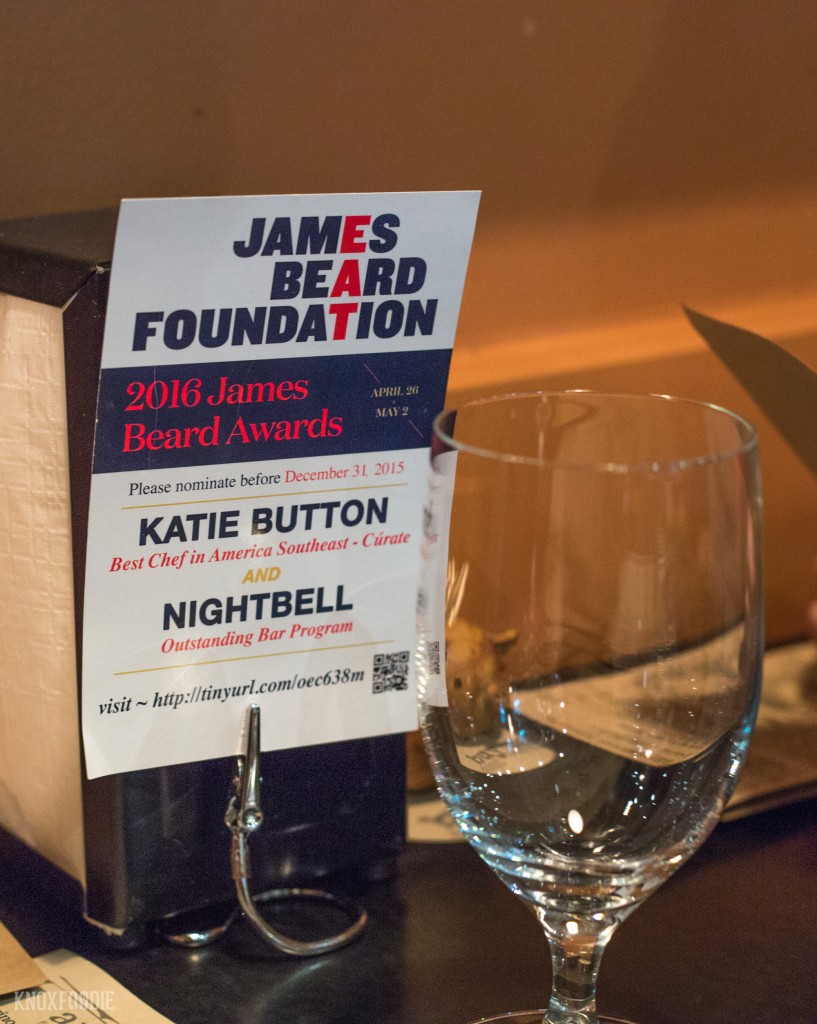 JAMES
BEARD
FOUNDATION
2016 James
Beard Awards
APRIL 26
MAY 2
Please nominate before December 31, 2015
KATIE BUTTON
Best Chef in America Southeast - Cúrate
AND
NIGHTBELL
Outstanding Bar Program
visit ~ http://tinyurl.com/oec638m
KNOXFOODIE